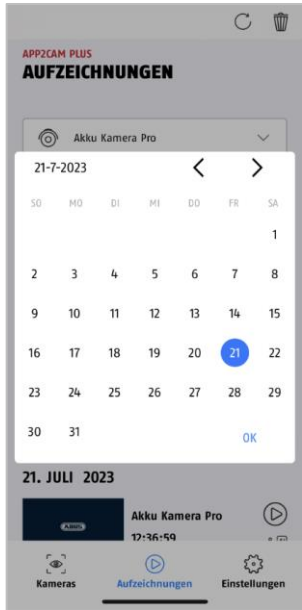 APP2CAM PLUS
AUFZEICHNUNGEN
Akku Kamera Pro
21-7-2023
SO MO DI MI DO FR SA
1
2 3 4 5 6 7 8
9 10 11 12 13 14 15
16 17 18 19 20 21 22
23 24 25 26 27 28 29
30 31
OK
21. JULI 2023
ABUS
Akku Kamera Pro
12:36:59
Kameras Aufzeichnungen Einstellungen